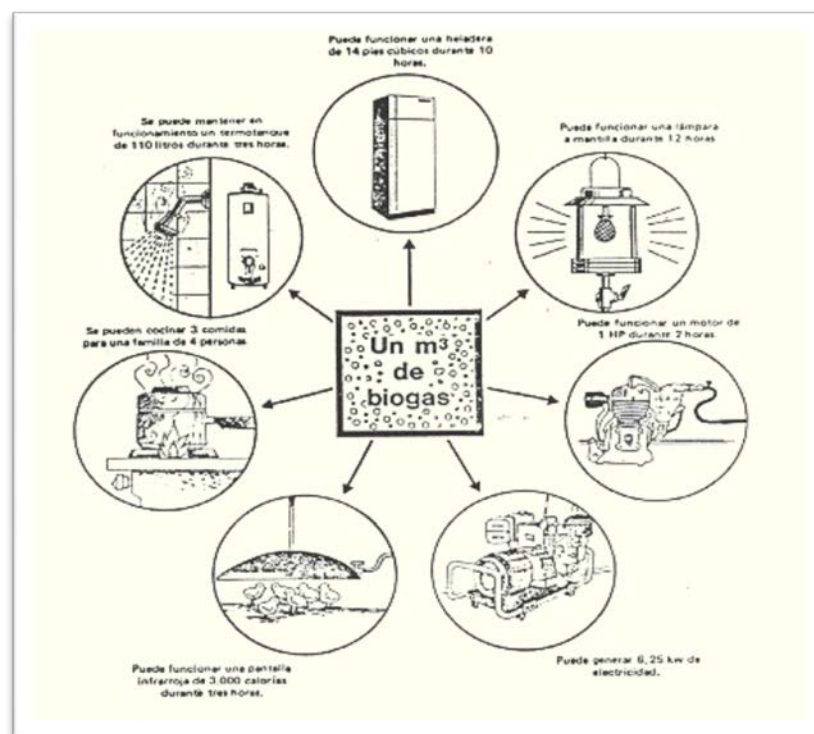 Puede funcionar una heladera
de 14 pies cúbicos durante 10
horas.
Se puede mantener en
funcionamiento un termotanque
de 110 litros durante tres horas.
Puede funcionar una lámpara
a mantilla durante 12 horas
Se pueden cocinar 3 comidas
para una familia de 4 personas
Un m³
de
biogas
Puede funcionar un motor de
1 HP durante 2 horas
Puede funcionar una pantalla
infrarroja de 3.000 calorías
durante tres horas.
Puede generar 6,25 kw de
electricidad.